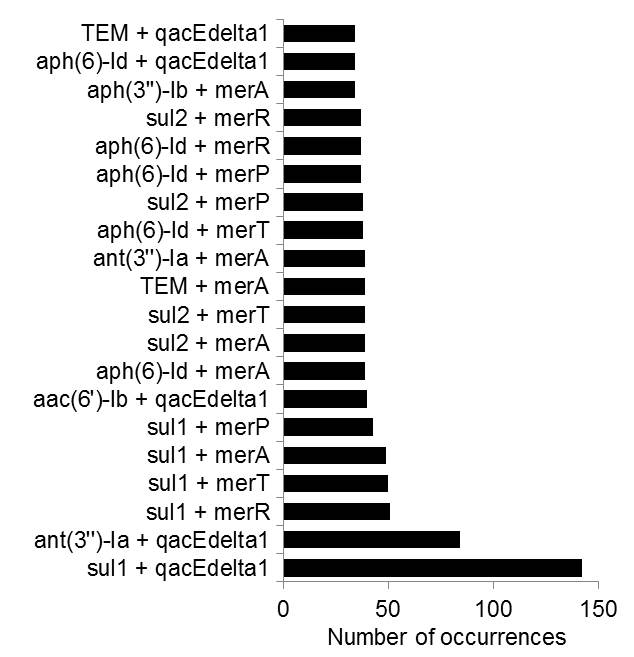 TEM + qacEdelta1
aph(6)-Id + qacEdelta1
aph(3")-Ib + merA
sul2 + merR
aph(6)-Id + merR
aph(6)-Id + merP
sul2 + merP
aph(6)-Id + merT
ant(3")-Ia + merA
TEM + merA
sul2 + merT
sul2 + merA
aph(6)-Id + merA
aac(6')-Ib + qacEdelta1
sul1 + merP
sul1 + merA
sul1 + merT
sul1 + merR
ant(3")-Ia + qacEdelta1
sul1 + qacEdelta1
0 50 100 150
Number of occurrences